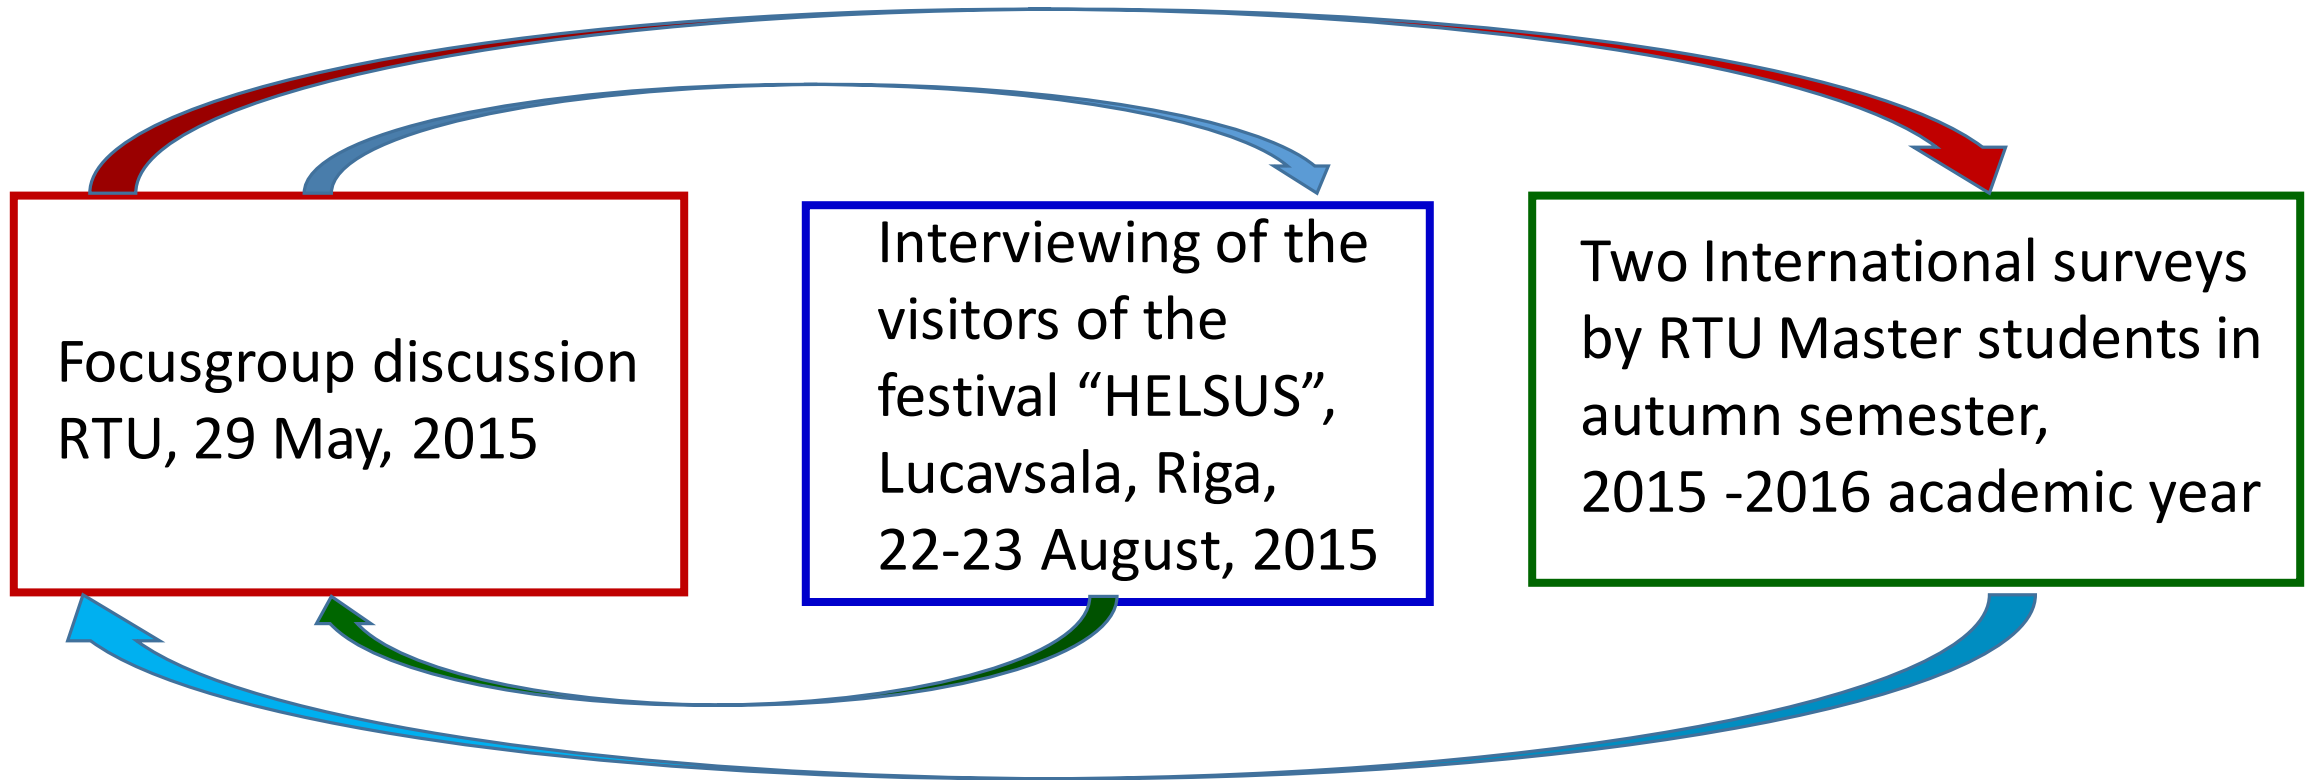 Focusgroup discussion
RTU, 29 May, 2015
Interviewing of the
visitors of the
festival “HELSUS”,
Lucavsala, Riga,
22-23 August, 2015
Two International surveys
by RTU Master students in
autumn semester,
2015 -2016 academic year